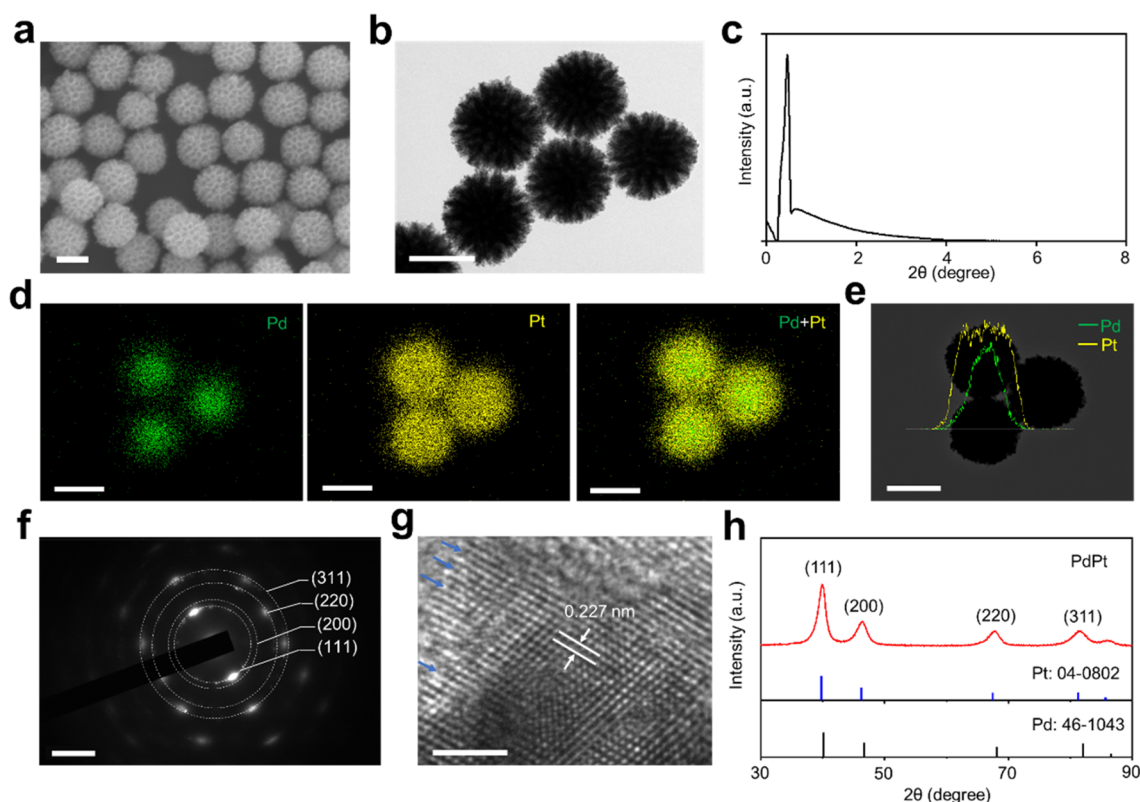 a
b
c
Intensity (a.u.)
0
2
4
6
8
2θ (degree)
d
Pd
Pt
Pd+Pt
e
Pd
Pt
f
(311)
(220)
(200)
(111)
g
0.227 nm
h
Intensity (a.u.)
(111)
(200)
(220)
(311)
PdPt
Pt: 04-0802
Pd: 46-1043
30
50
70
90
2θ (degree)